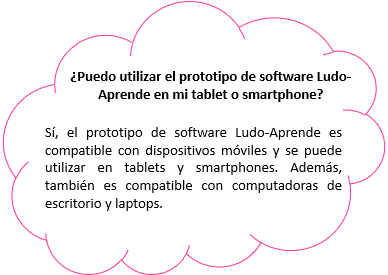 ¿Puedo utilizar el prototipo de software Ludo-
Aprende en mi tablet o smartphone?
Sí, el prototipo de software Ludo-Aprende es
compatible con dispositivos móviles y se puede
utilizar en tablets y smartphones. Además,
también es compatible con computadoras de
escritorio y laptops.